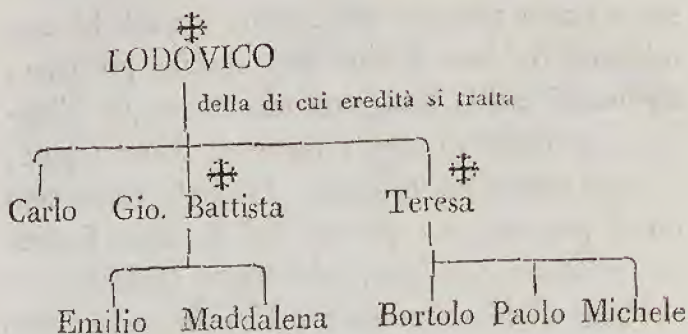 LODOVICO
della di cui eredità si tratta
Carlo Gio. Battista Teresa
Emilio Maddalena Bortolo Paolo Michele